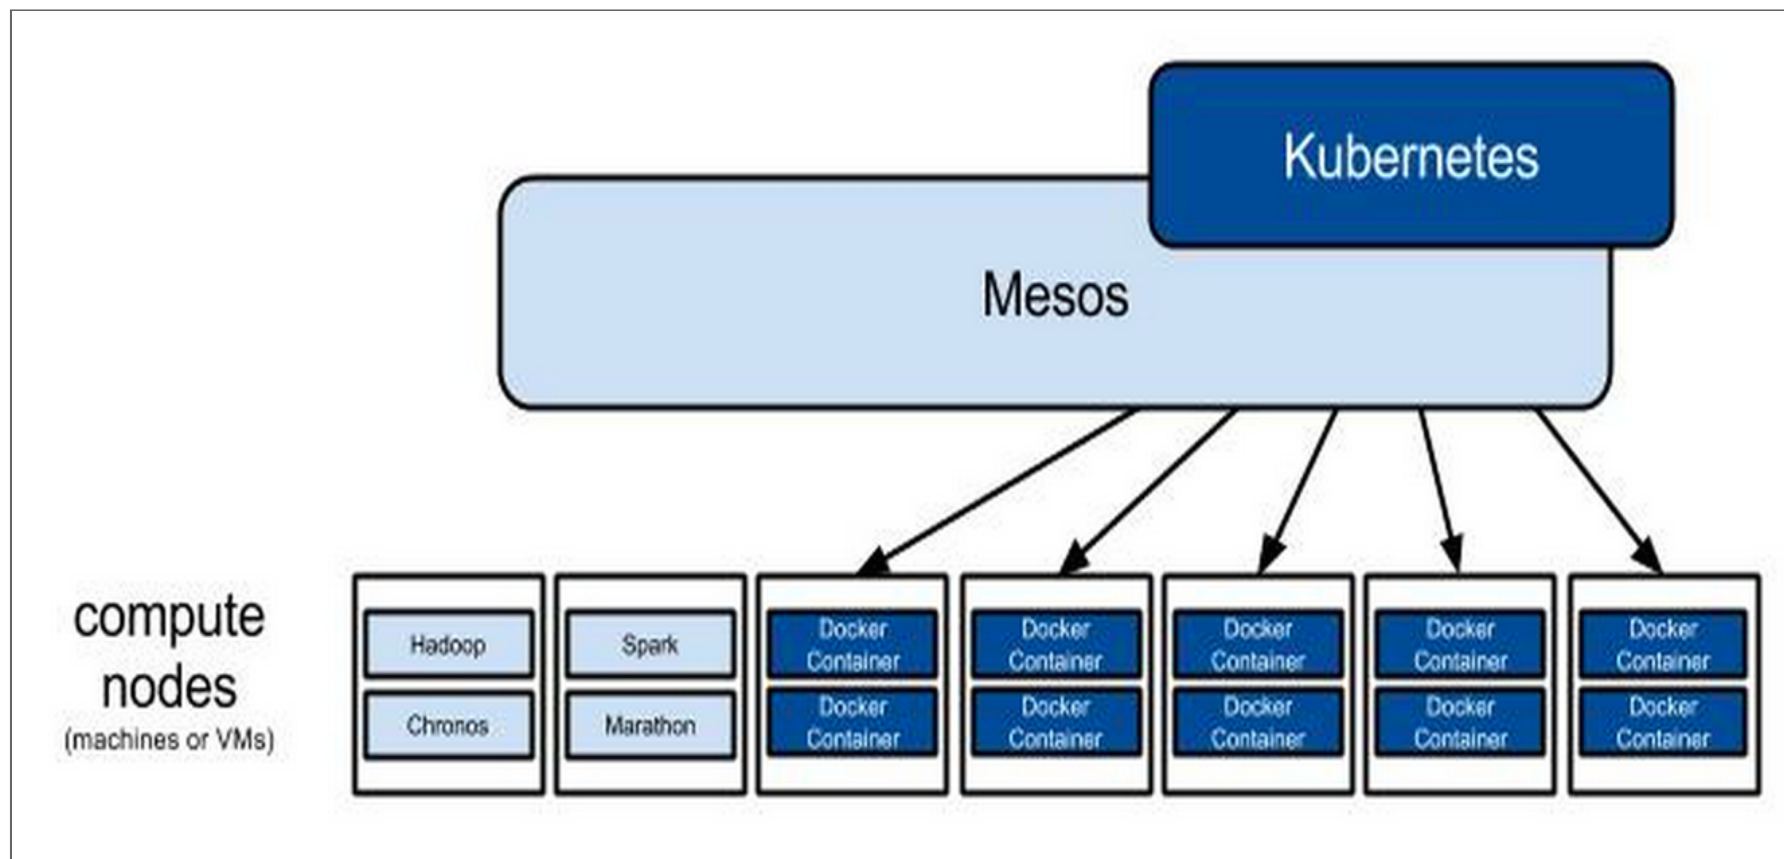 Kubernetes
Mesos
compute
nodes
(machines or VMs)
Hadoop
Chronos
Spark
Marathon
Docker
Container
Docker
Container
Docker
Container
Docker
Container
Docker
Container
Docker
Container
Docker
Container
Docker
Container
Docker
Container
Docker
Container